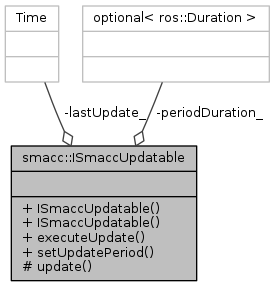 Time
optional< ros::Duration >
-lastUpdate_
-periodDuration_
smacc::ISmaccUpdatable
+ ISmaccUpdatable()
+ ISmaccUpdatable()
+ executeUpdate()
+ setUpdatePeriod()
# update()